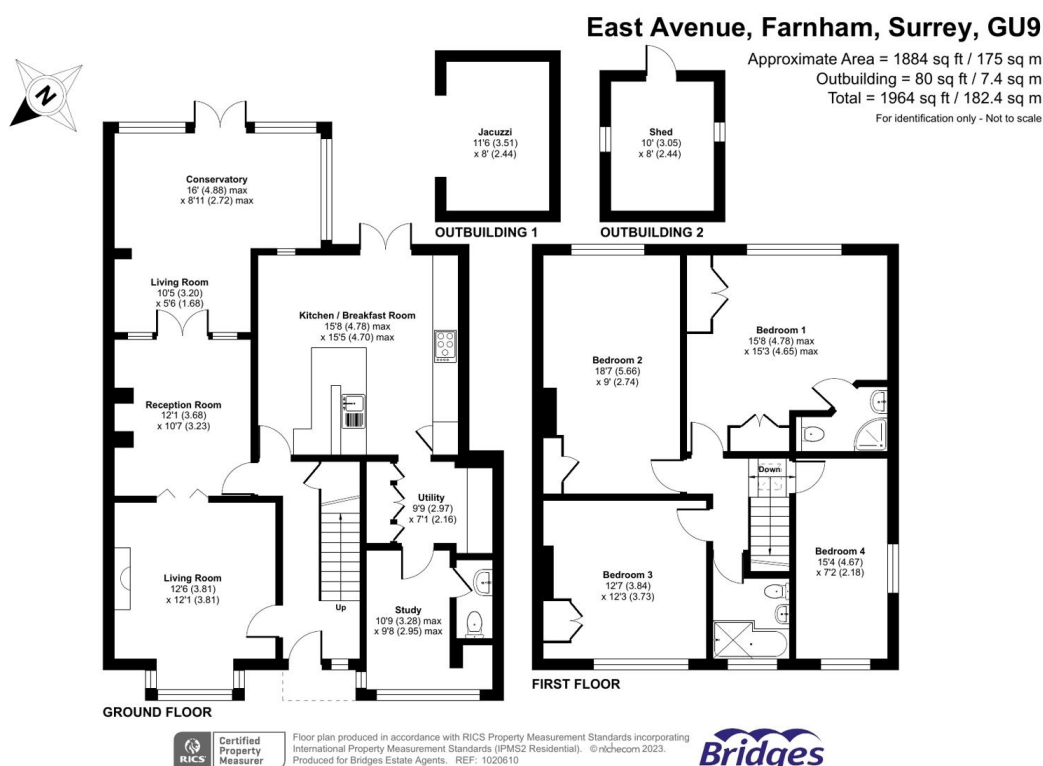 East Avenue, Farnham, Surrey, GU9
Approximate Area = 1884 sq ft / 175 sq m
Outbuilding = 80 sq ft / 7.4 sq m
Total = 1964 sq ft / 182.4 sq m
For identification only - Not to scale
N
Jacuzzi
11'6 (3.51)
x 8' (2.44)
OUTBUILDING 1
Shed
10' (3.05)
x 8' (2.44)
OUTBUILDING 2
Conservatory
16' (4.88) max
x 8'11 (2.72) max
Living Room
10'5 (3.20)
x 5'6 (1.68)
Kitchen / Breakfast Room
15'8 (4.78) max
x 15'5 (4.70) max
Reception Room
12'1 (3.68)
x 10'7 (3.23)
Utility
9'9 (2.97)
x 7'1 (2.16)
Living Room
12'6 (3.81)
x 12'1 (3.81)
Up
Study
10'9 (3.28) max
x 9'8 (2.95) max
GROUND FLOOR
Bedroom 1
15'8 (4.78) max
x 15'3 (4.65) max
Bedroom 2
18'7 (5.66)
x 9' (2.74)
Down
Bedroom 3
12'7 (3.84)
x 12'3 (3.73)
Bedroom 4
15'4 (4.67)
x 7'2 (2.18)
FIRST FLOOR
RICS
Certified
Property
Measurer
Floor plan produced in accordance with RICS Property Measurement Standards incorporating
International Property Measurement Standards (IPMS2 Residential). © nichecom 2023.
Produced for Bridges Estate Agents. REF: 1020610
Bridges